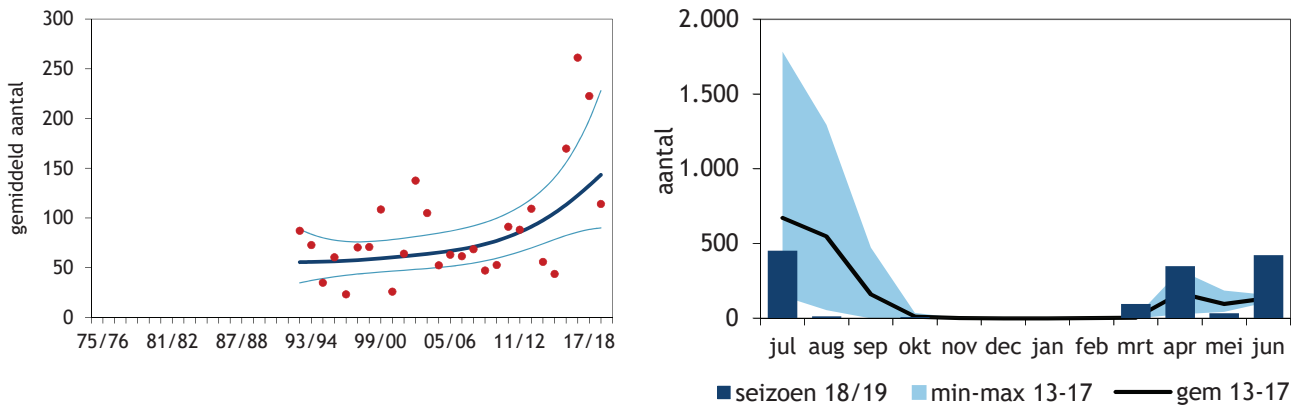 300
250
200
150
100
50
0
gemiddeld aantal
75/76 81/82 87/88 93/94 99/00 05/06 11/12 17/18
2.000
1.500
1.000
500
0
aantal
jul aug sep okt nov dec jan feb mrt apr mei jun
seizoen 18/19 min-max 13-17 gem 13-17